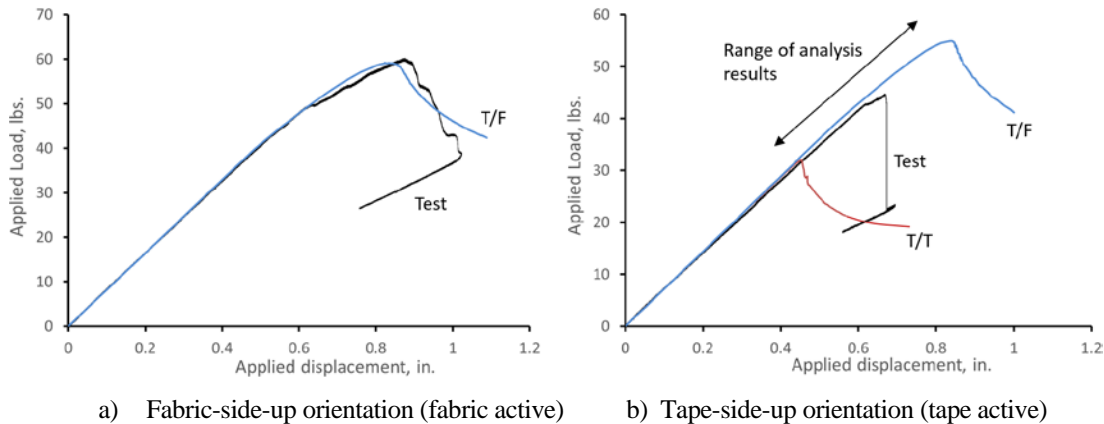 70
60
50
40
30
20
10
0
Applied Load, lbs.
T/F
Test
0 0.2 0.4 0.6 0.8 1 1.2
Applied displacement, in.
a) Fabric-side-up orientation (fabric active)
60
50
40
30
20
10
0
Applied Load, lbs.
Range of analysis
results
T/F
Test
T/T
0 0.2 0.4 0.6 0.8 1 1.2
Applied displacement, in.
b) Tape-side-up orientation (tape active)